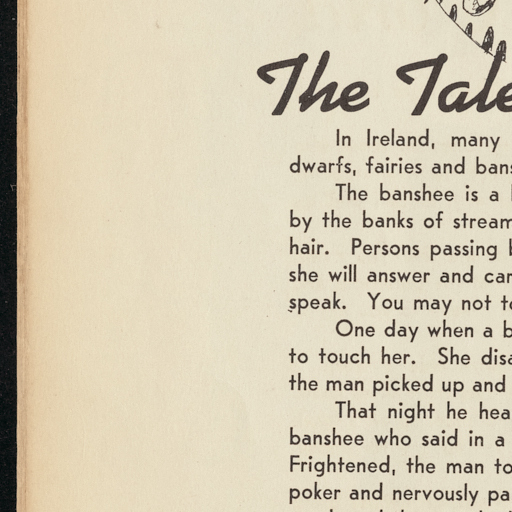 The Tale
In Ireland, many
dwarfs, fairies and bans
The banshee is a
by the banks of stream
hair. Persons passing b
she will answer and car
speak. You may not to
One day when a b
to touch her. She disa
the man picked up and
That night he hea
banshee who said in a
Frightened, the man to
poker and nervously pa